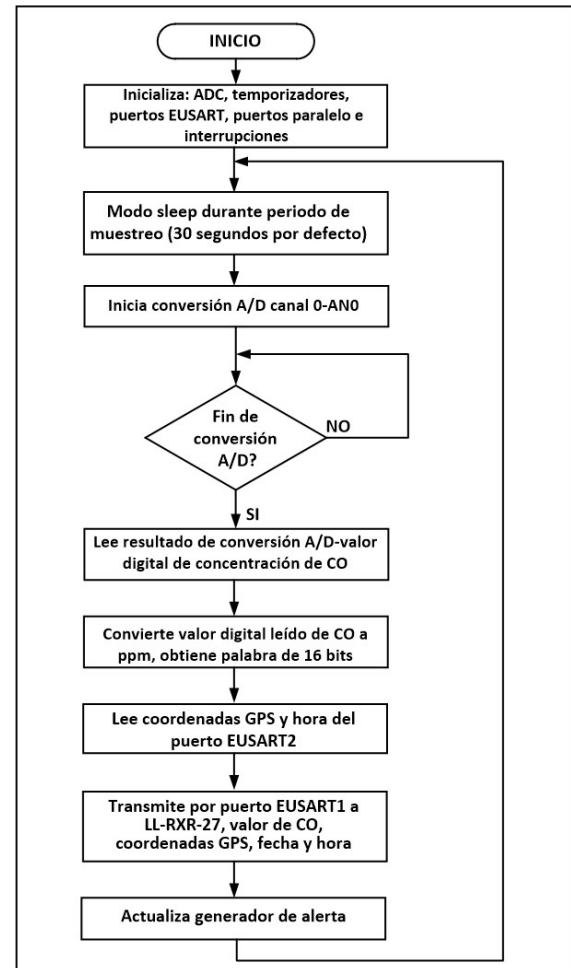 INICIO
Inicializa: ADC, temporizadores,
puertos EUSART, puertos paralelo e
interrupciones
Modo sleep durante periodo de
muestreo (30 segundos por defecto)
Inicia conversión A/D canal 0-AN0
Fin de
conversión
A/D?
NO
SI
Lee resultado de conversión A/D-valor
digital de concentración de CO
Convierte valor digital leído de CO a
ppm, obtiene palabra de 16 bits
Lee coordenadas GPS y hora del
puerto EUSART2
Transmite por puerto EUSART1 a
LL-RXR-27, valor de CO,
coordenadas GPS, fecha y hora
Actualiza generador de alerta